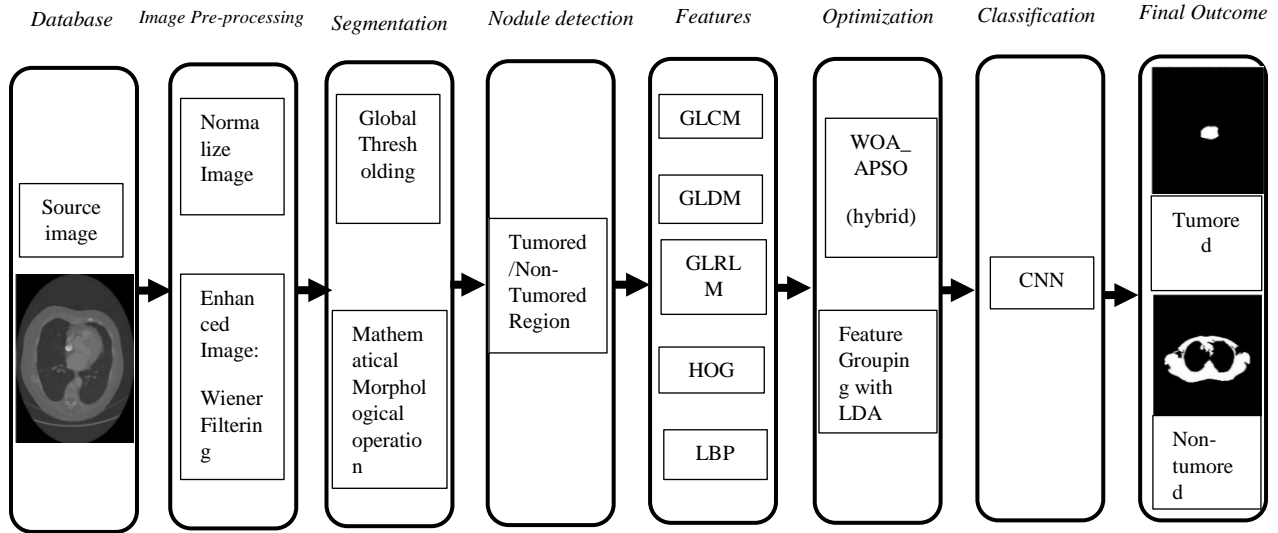 Database
Image Pre-processing
Segmentation
Nodule detection
Features
Optimization
Classification
Final Outcome
Source
image
Norma
lize
Image
Enhan
ced
Image:
Wiener
Filterin
g
Global
Thresh
olding
Mathem
atical
Morphol
ogical
operatio
n
Tumored
/Non-
Tumored
Region
GLCM
GLDM
GLRL
M
HOG
LBP
WOA_
APSO
(hybrid)
Feature
Groupin
g with
LDA
CNN
Tumore
d
Non-
tumore
d